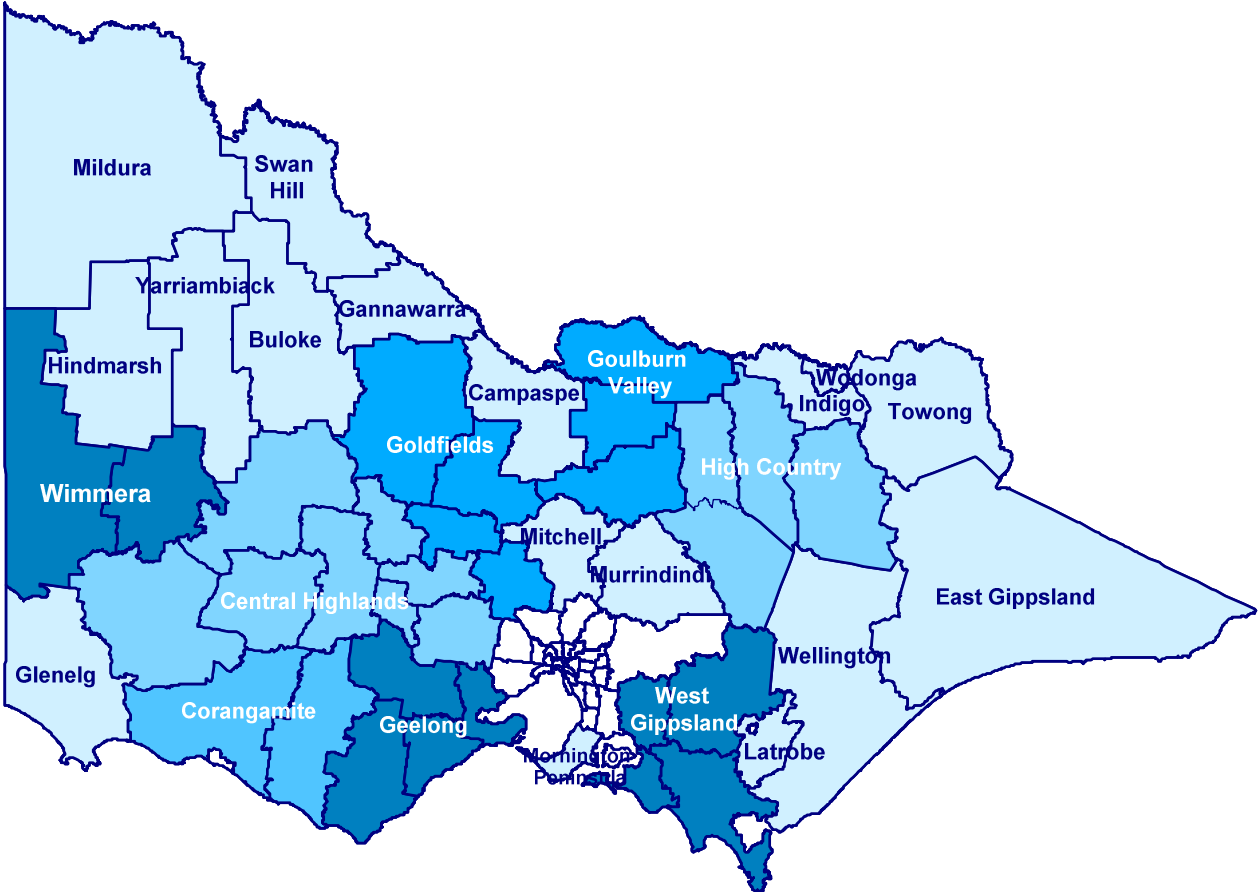 Mildura
Swan
Hill
Yarriambiack
Gannawarra
Buloke
Hindmarsh
Goulburn
Valley
Wodonga
Indigo
Towong
Campaspe
Goldfields
High Country
Wimmera
Mitchell
Murrindindi
Central Highlands
East Gippsland
Wellington
Glenelg
Corangamite
Geelong
West
Gippsland
Latrobe
Mornington
Peninsula